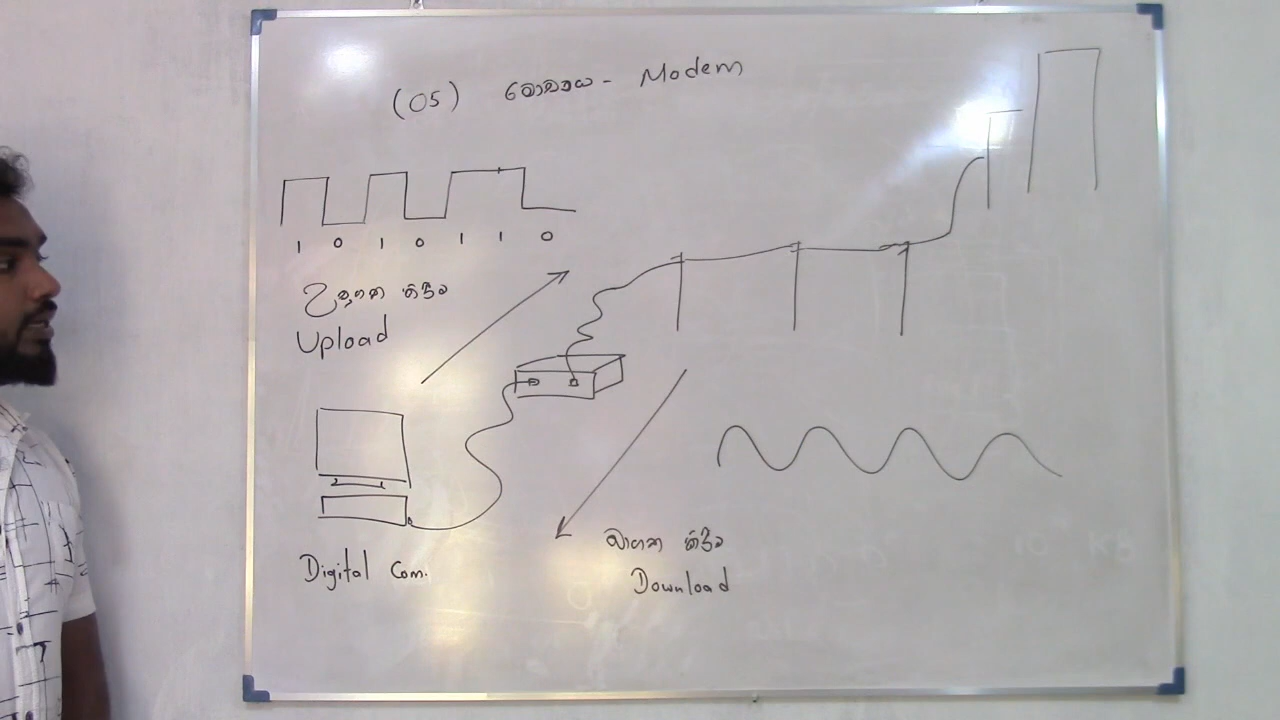 (05) මොඩමය - Modem
1 0 1 0 1 1 0
උඩුගත කිරීම
Upload
Digital Com.
බාගත කිරීම
Download